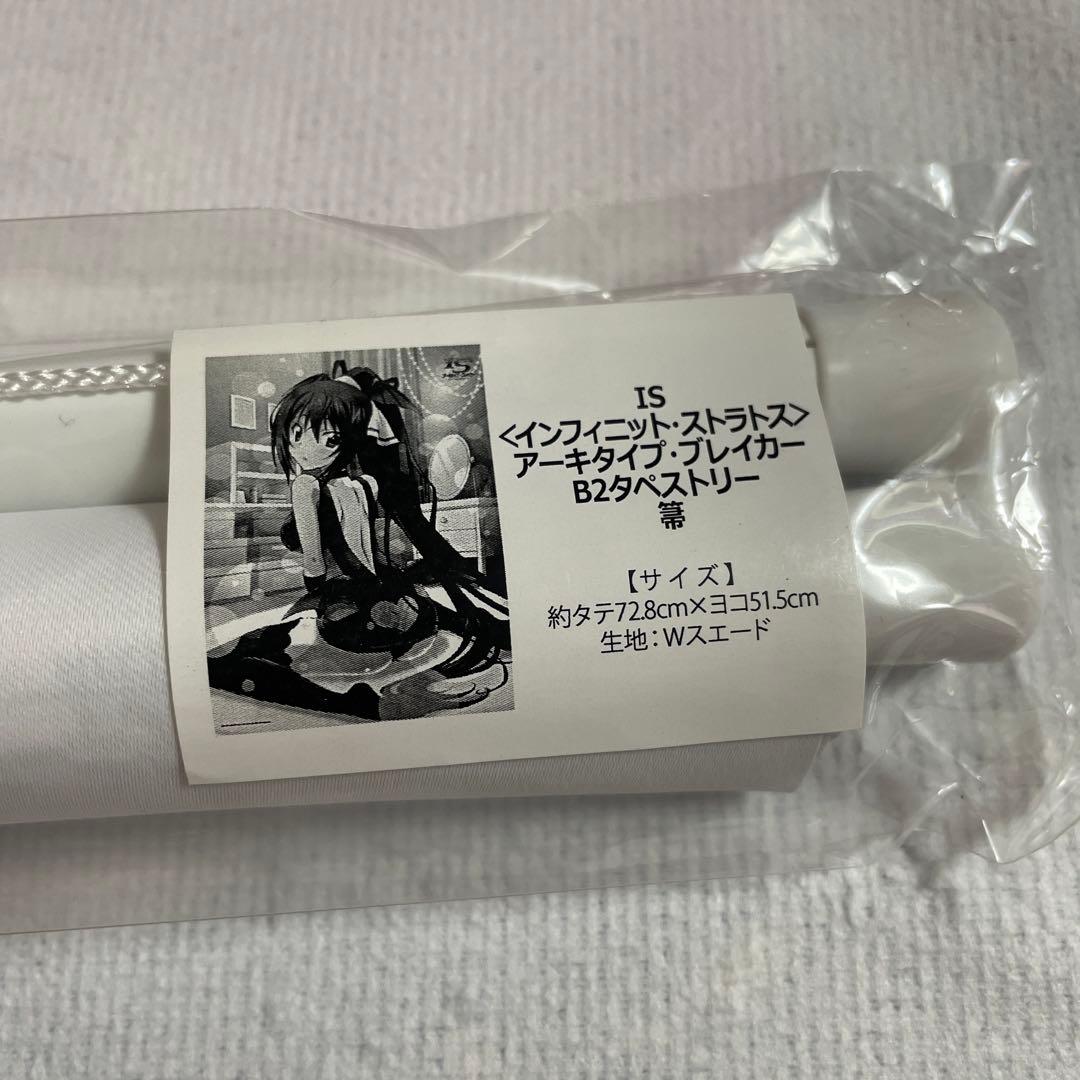 IS
IS
<インフィニット・ストラトス>
アーキタイプ・ブレイカー
B2タペストリー
箒
【サイズ】
約タテ72.8cm×ヨコ51.5cm
生地：Wスエード